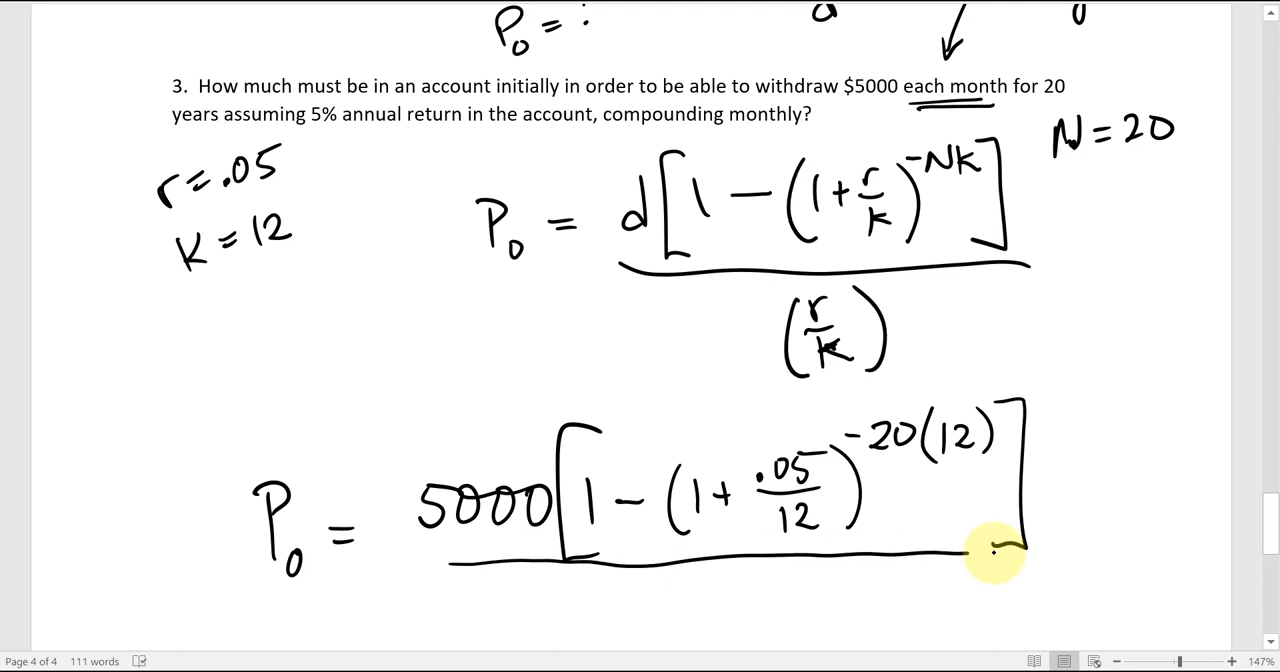 P₀ = :
3. How much must be in an account initially in order to be able to withdraw $5000 each month for 20
years assuming 5% annual return in the account, compounding monthly?
N = 20
r = .05
K = 12
P₀ = d[1 − (1 + r/k)^(−Nk)] / (r/k)
P₀ = 5000[1 − (1 + .05/12)^(−20(12))]
Page 4 of 4 111 words
147%